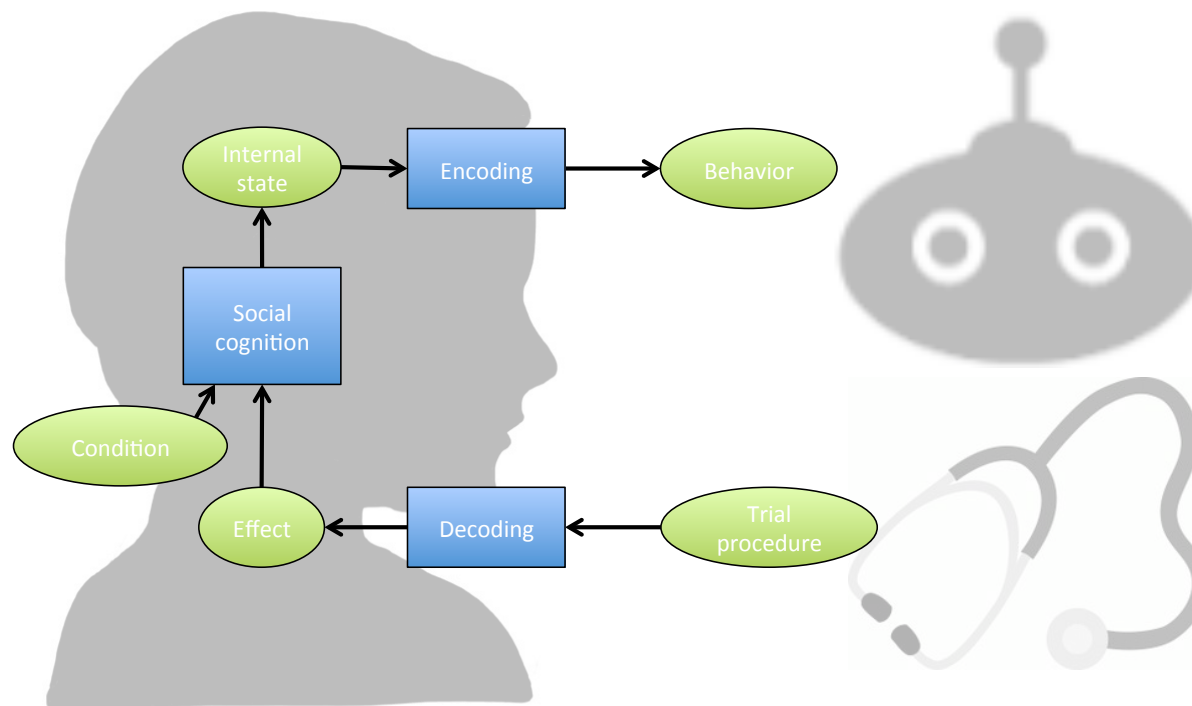 Internal
state
Encoding
Behavior
Social
cognition
Condition
Effect
Decoding
Trial
procedure